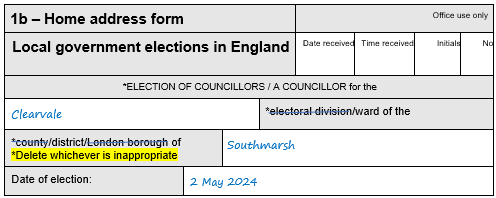 1b – Home address form
Office use only
Local government elections in England
Date received Time received Initials No
*ELECTION OF COUNCILLORS / A COUNCILLOR for the
Clearvale
*electoral division/ward of the
*county/district/London borough of
*Delete whichever is inappropriate
Southmarsh
Date of election:
2 May 2024